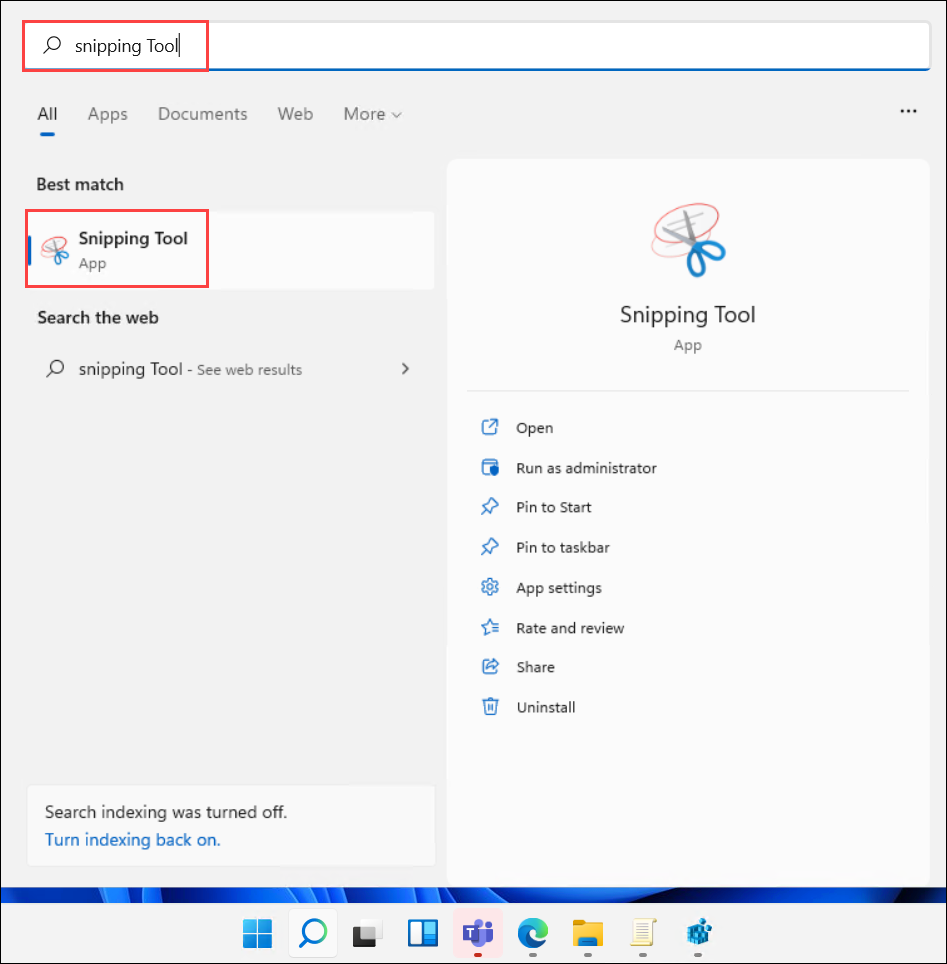 snipping Tool
All Apps Documents Web More
Best match
Snipping Tool
App
Search the web
snipping Tool - See web results
Search indexing was turned off.
Turn indexing back on.
Snipping Tool
App
Open
Run as administrator
Pin to Start
Pin to taskbar
App settings
Rate and review
Share
Uninstall
T